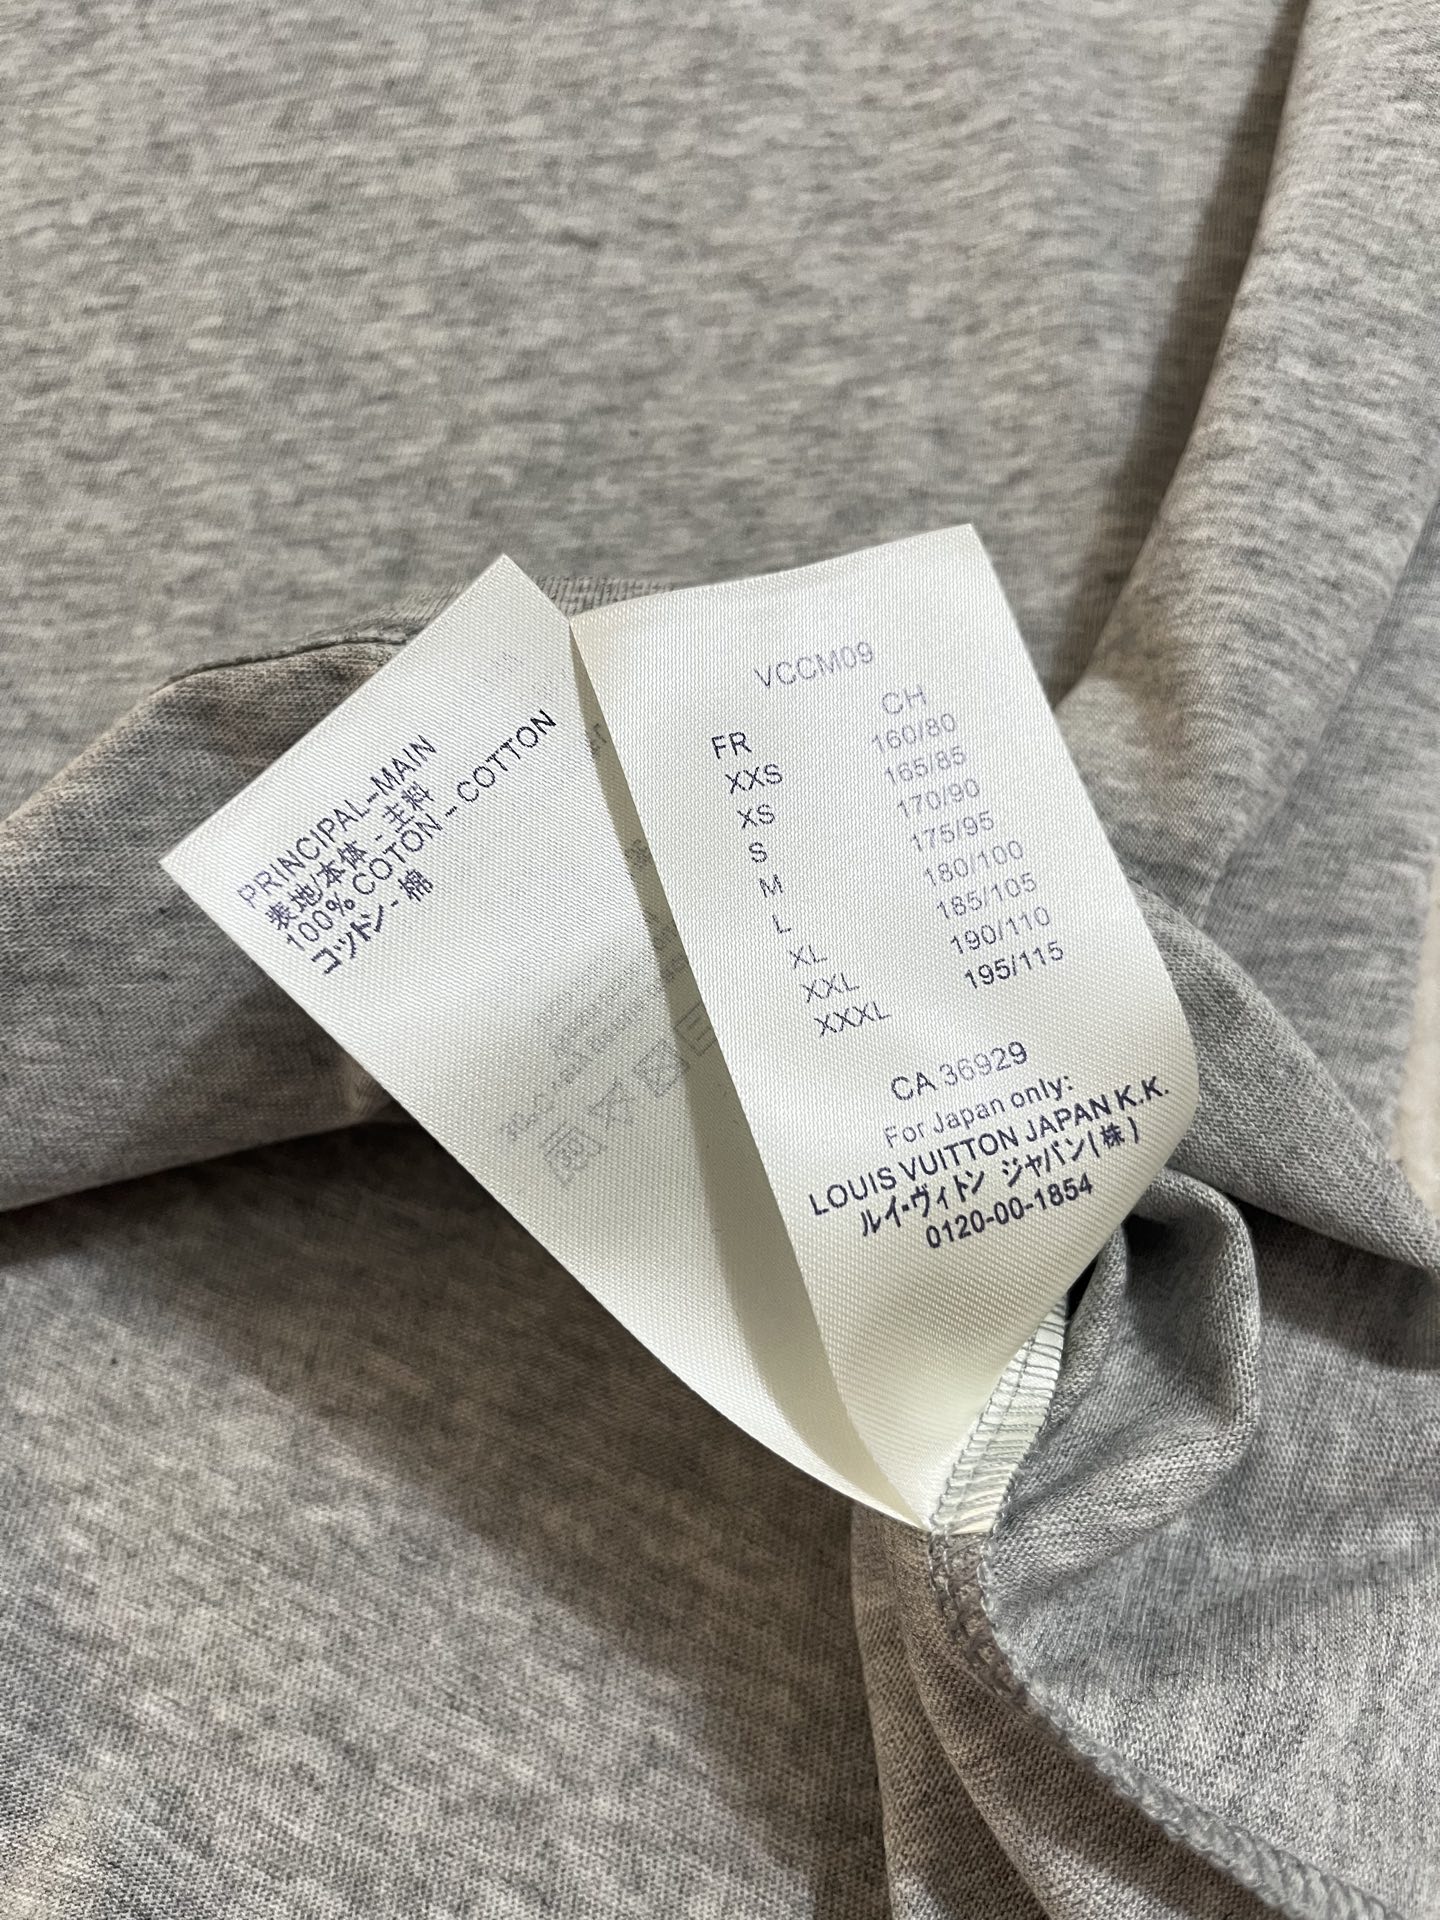 PRINCIPAL-MAIN
表地/本体 - 主料
100% COTON - COTTON
コットン - 棉
VCCM09
FR CH
XXS 160/80
XS 165/85
S 170/90
M 175/95
L 180/100
XL 185/105
XXL 190/110
XXXL 195/115
CA 36929
For Japan only:
LOUIS VUITTON JAPAN K.K.
ルイ・ヴィトン ジャパン(株)
0120-00-1854